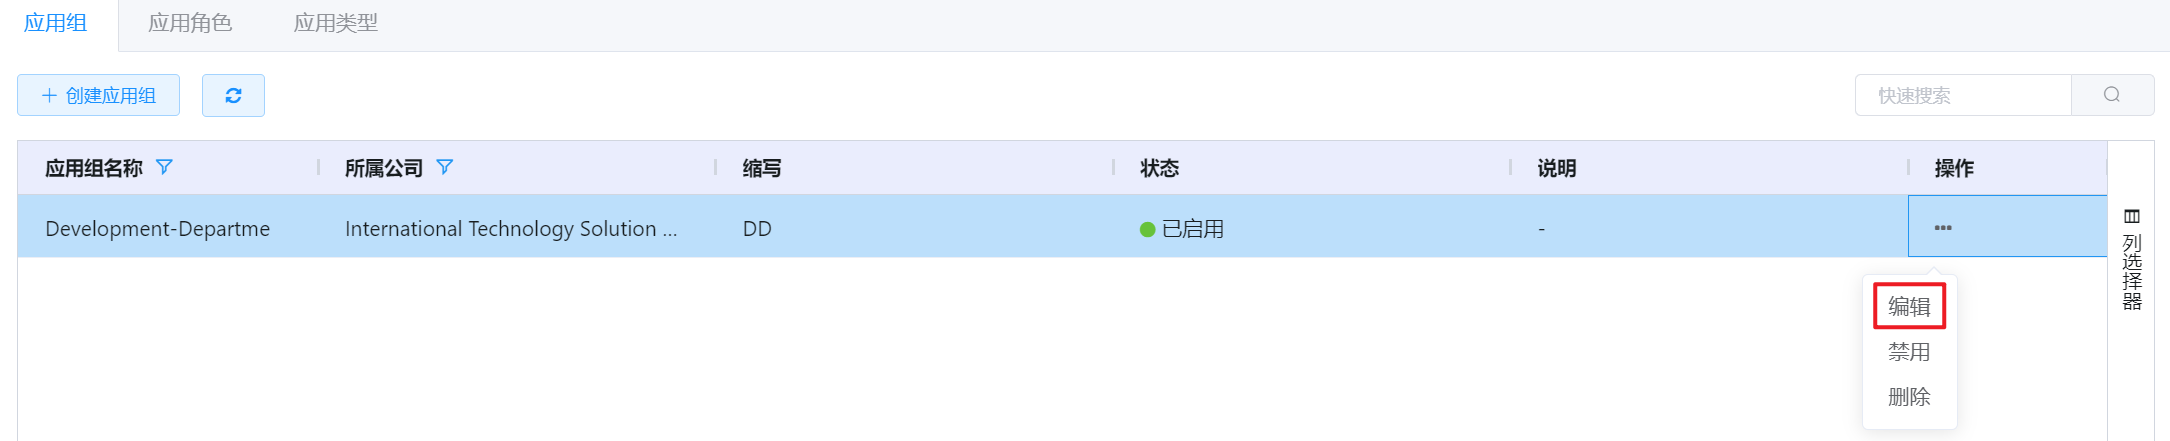 应用组 应用角色 应用类型
+ 创建应用组 快速搜索
应用组名称 所属公司 缩写 状态 说明 操作
Development-Departme International Technology Solution ... DD 已启用 - •••
列选择器
编辑
禁用
删除